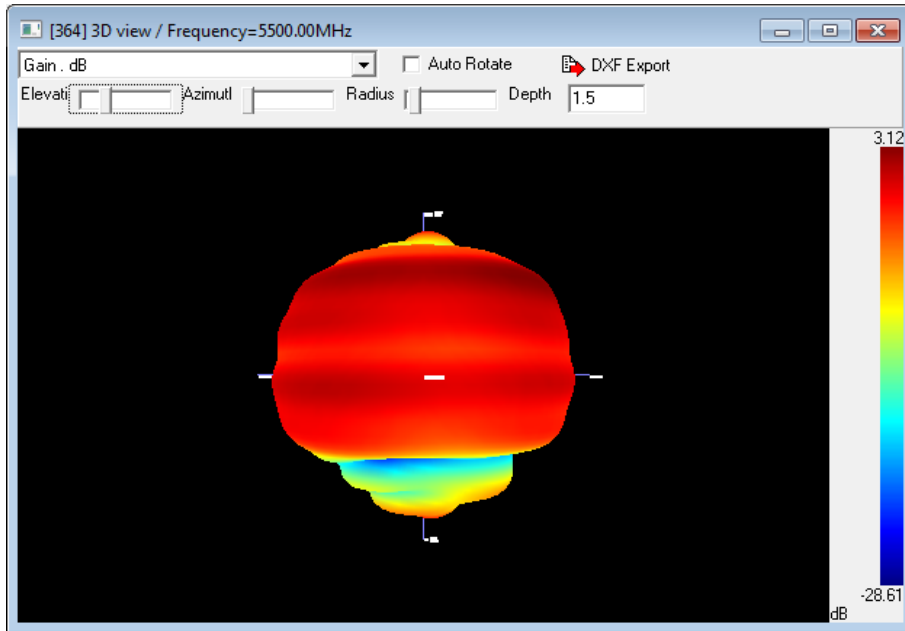 [364] 3D view / Frequency=5500.00MHz
Gain . dB Auto Rotate DXF Export
Elevati Azimutl Radius Depth 1.5
3.12
-28.61
dB